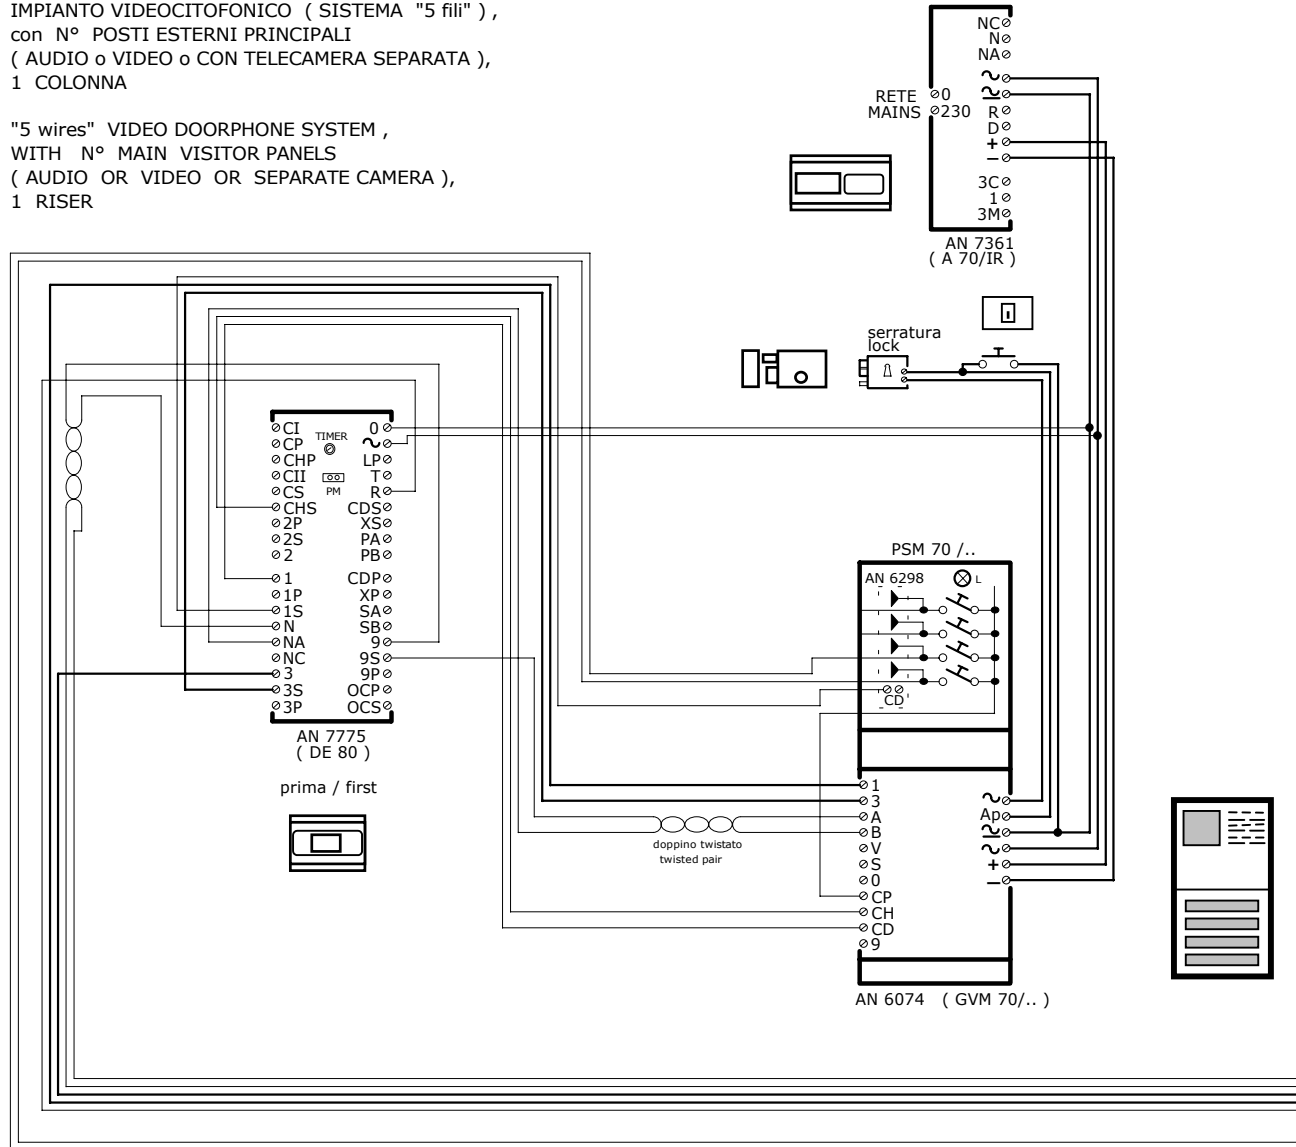 IMPIANTO VIDEOCITOFONICO ( SISTEMA "5 fili" ) ,
con N° POSTI ESTERNI PRINCIPALI
( AUDIO o VIDEO o CON TELECAMERA SEPARATA ),
1 COLONNA
"5 wires" VIDEO DOORPHONE SYSTEM ,
WITH N° MAIN VISITOR PANELS
( AUDIO OR VIDEO OR SEPARATE CAMERA ),
1 RISER
NC
N
NA
∼
≃
R
D
+
−
3C
1
3M
RETE
MAINS
0
230
AN 7361
( A 70/IR )
serratura
lock
CI
CP
CHP
CII
CS
CHS
2P
2S
2
1
1P
1S
N
NA
NC
3
3S
3P
TIMER
PM
0
∼
LP
T
R
CDS
XS
PA
PB
CDP
XP
SA
SB
9
9S
9P
OCP
OCS
AN 7775
( DE 80 )
prima / first
PSM 70 /..
AN 6298
L
CD
1
3
A
B
V
S
0
CP
CH
CD
9
∼
Ap
≃
∼
+
−
doppino twistato
twisted pair
AN 6074 ( GVM 70/.. )